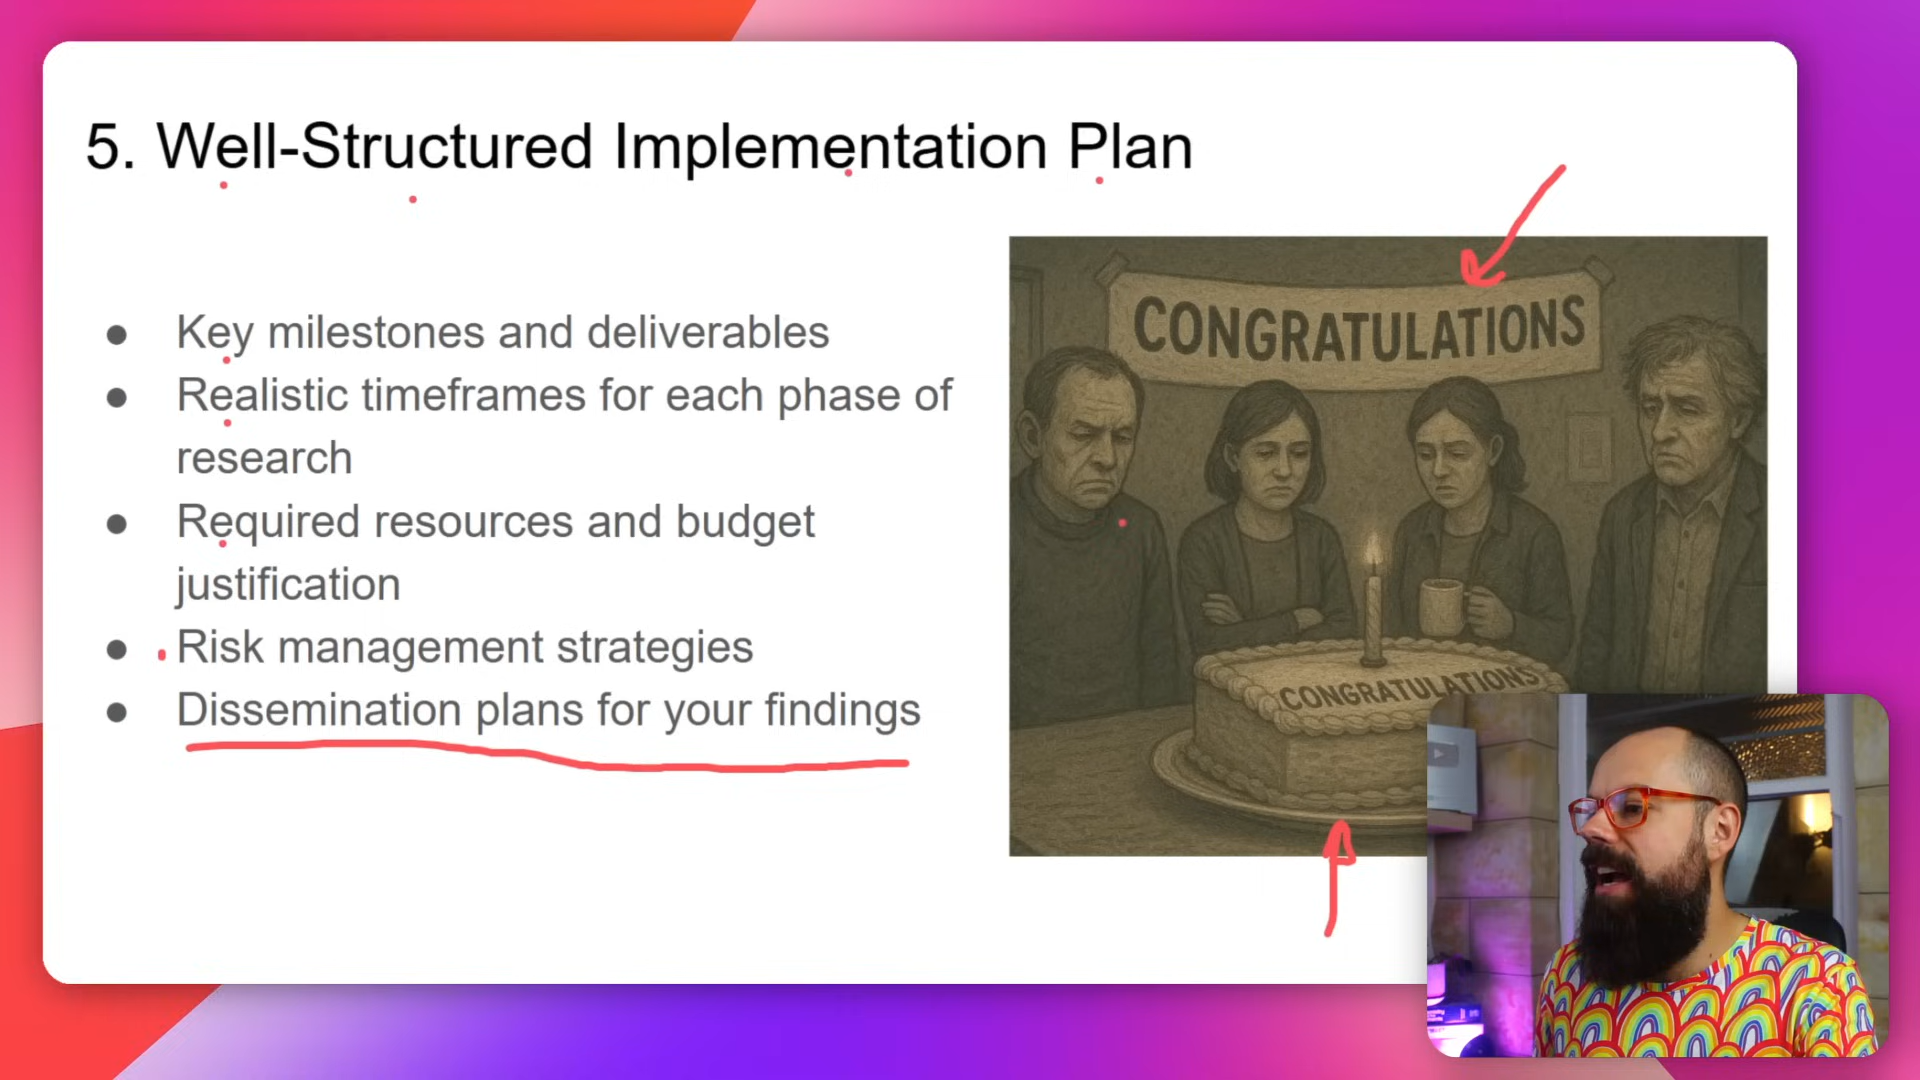 5. Well-Structured Implementation Plan
● Key milestones and deliverables
● Realistic timeframes for each phase of
research
● Required resources and budget
justification
● Risk management strategies
● Dissemination plans for your findings
CONGRATULATIONS
CONGRATULATIONS